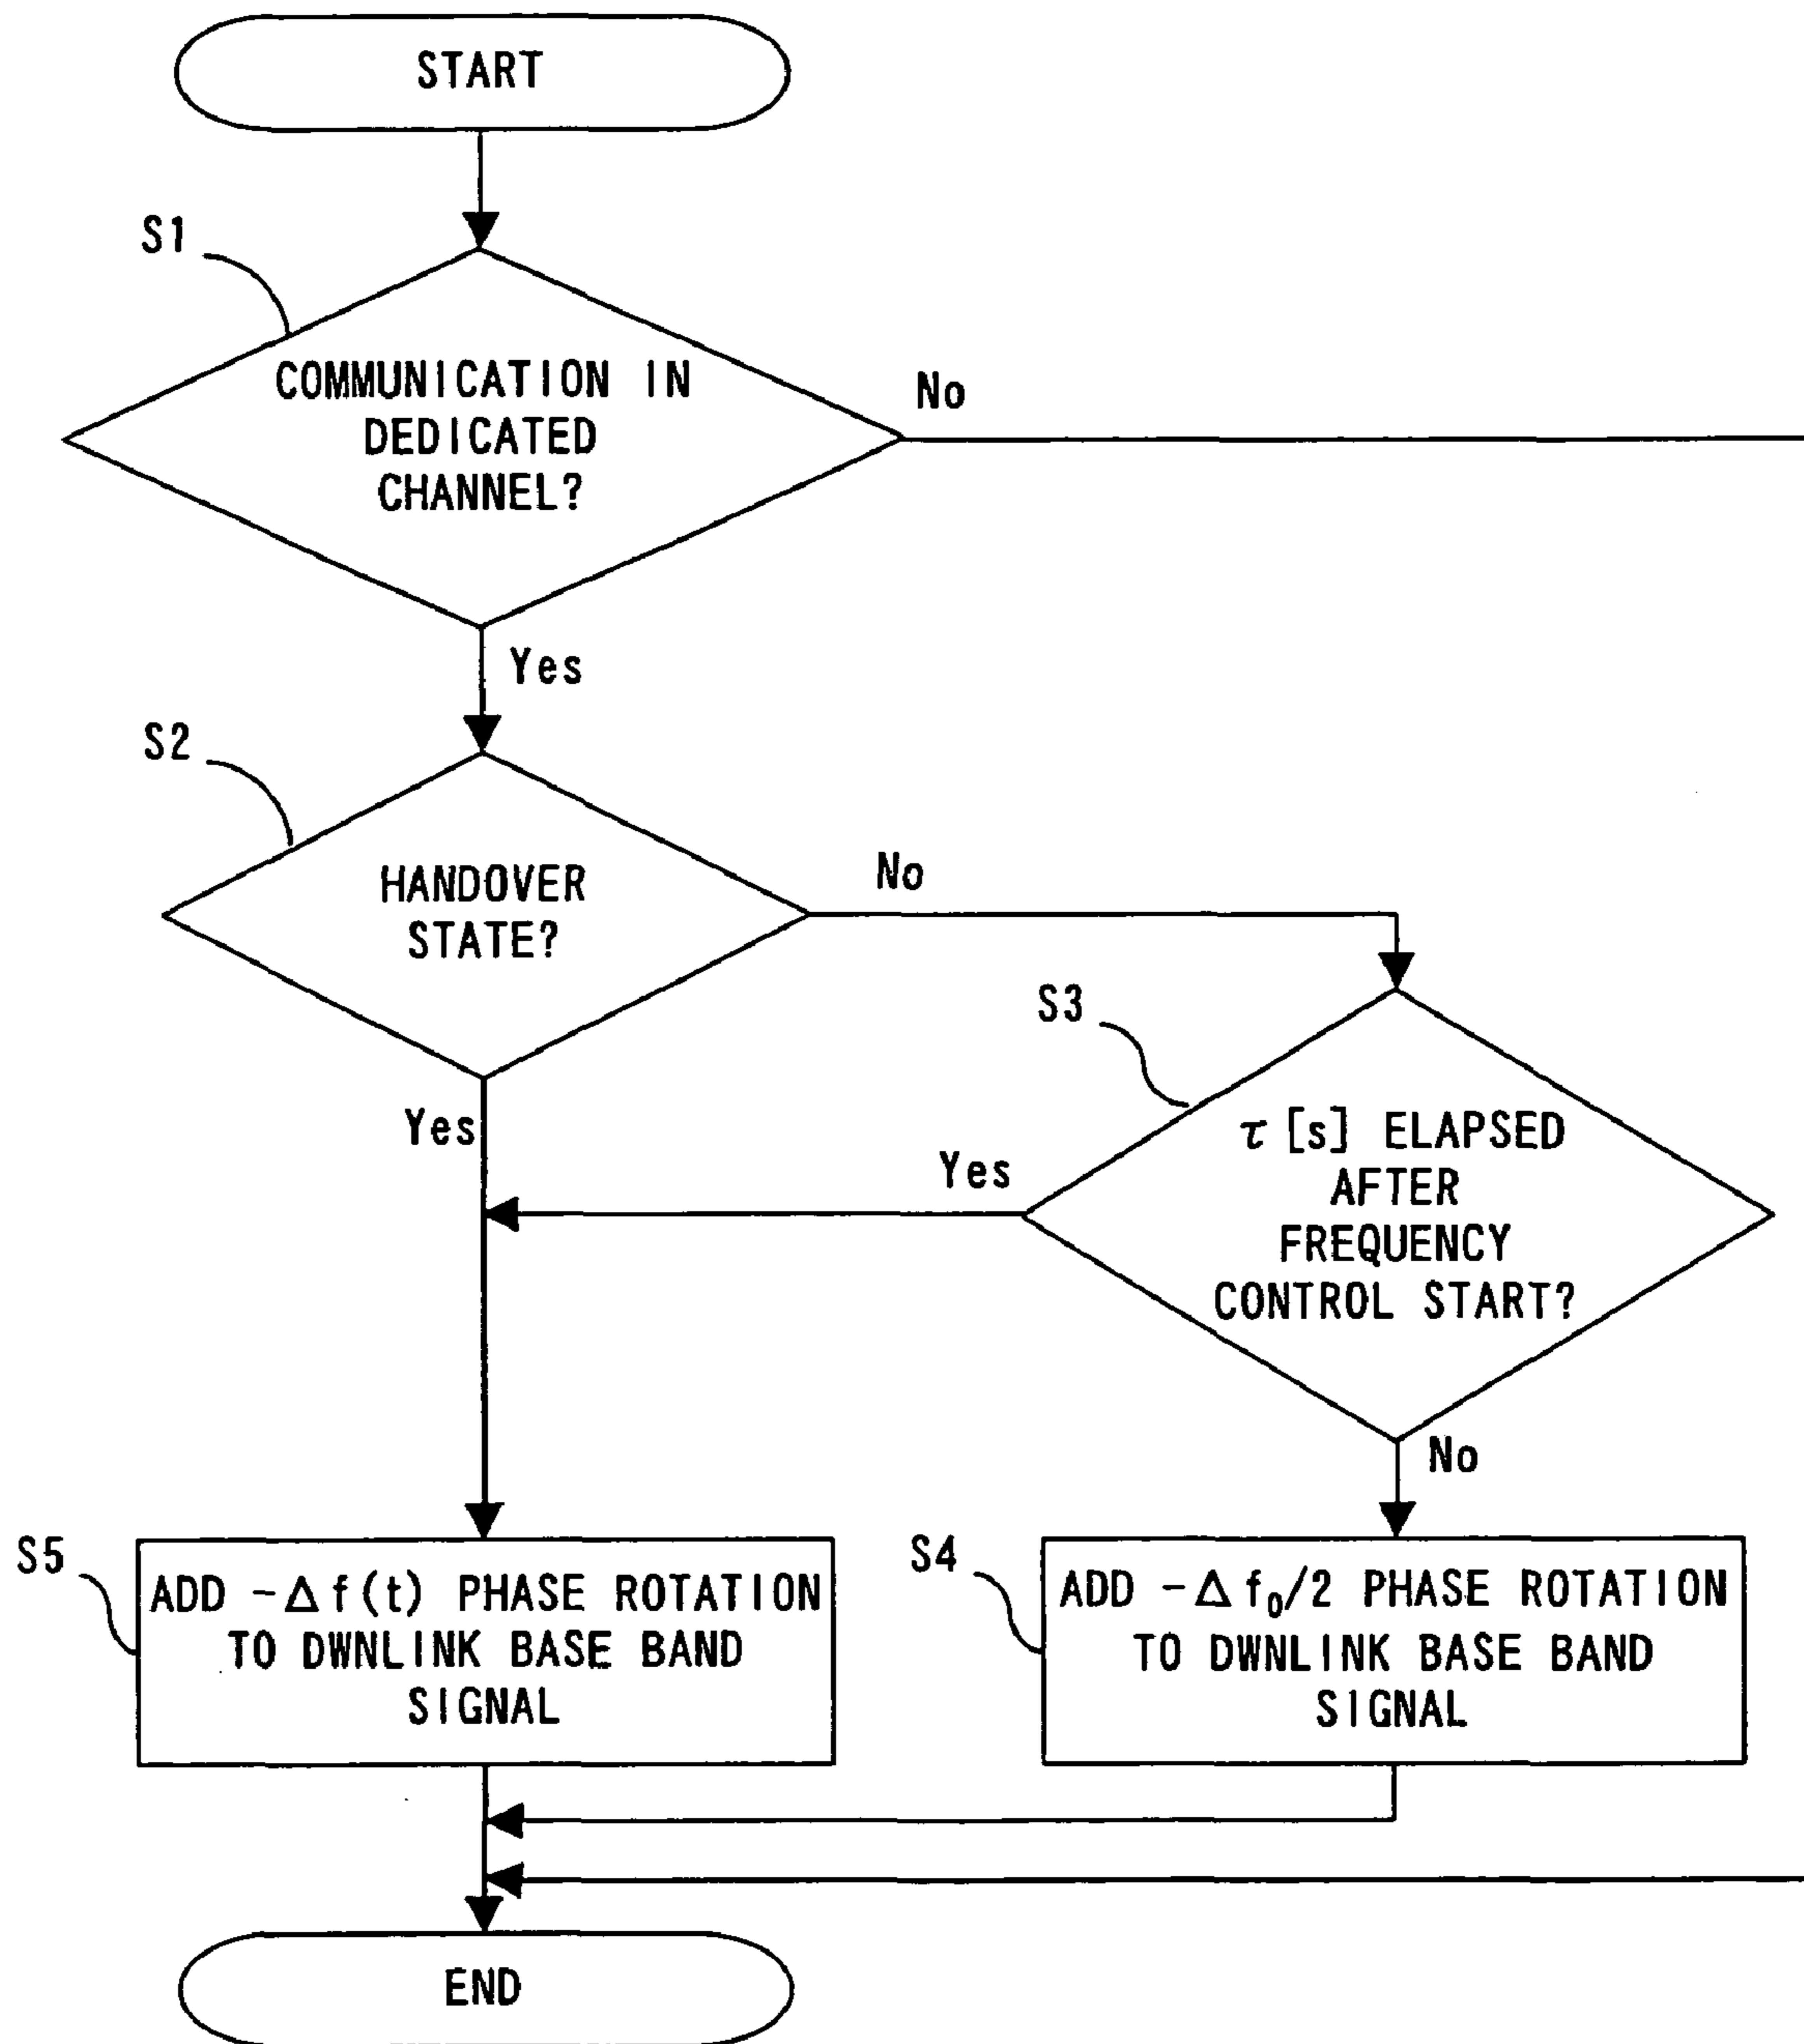 START
S1
COMMUNICATION IN
DEDICATED
CHANNEL?
No
Yes
S2
HANDOVER
STATE?
No
Yes
S3
τ [s] ELAPSED
AFTER
FREQUENCY
CONTROL START?
Yes
No
S5
ADD -Δf(t) PHASE ROTATION
TO DWNLINK BASE BAND
SIGNAL
S4
ADD -Δf₀/2 PHASE ROTATION
TO DWNLINK BASE BAND
SIGNAL
END